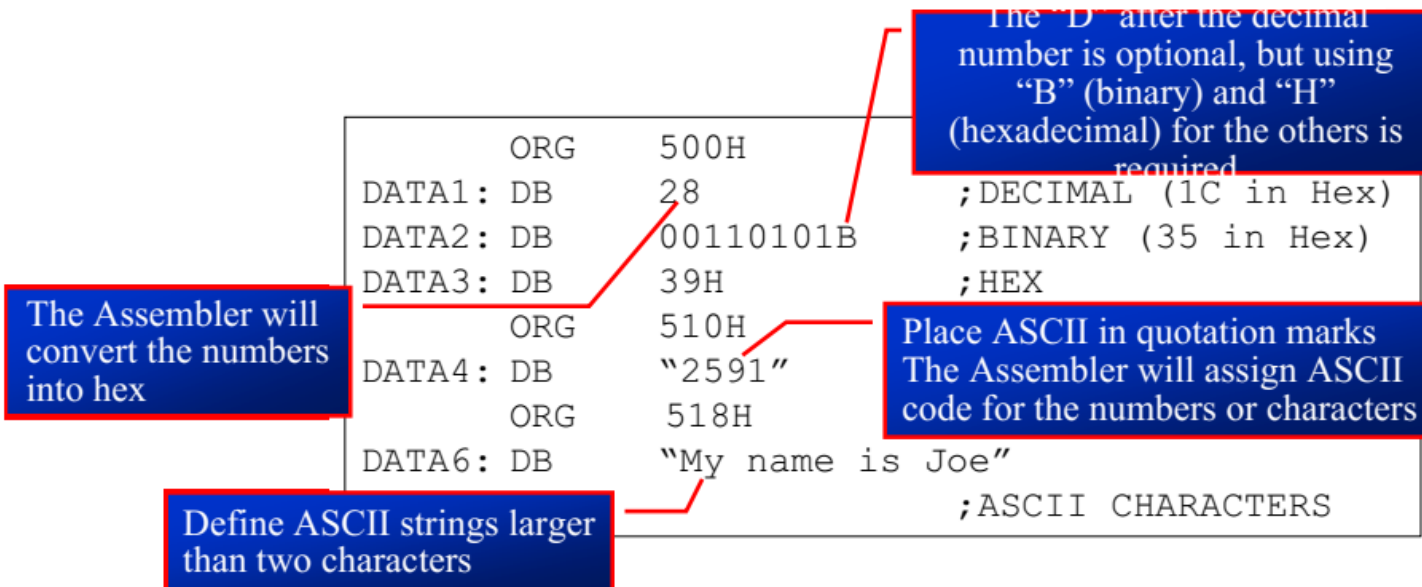 The “D” after the decimal
number is optional, but using
“B” (binary) and “H”
(hexadecimal) for the others is
required
ORG 500H
DATA1: DB 28 ;DECIMAL (1C in Hex)
DATA2: DB 00110101B ;BINARY (35 in Hex)
DATA3: DB 39H ;HEX
The Assembler will
convert the numbers
into hex
ORG 510H
DATA4: DB “2591”
Place ASCII in quotation marks
The Assembler will assign ASCII
code for the numbers or characters
ORG 518H
DATA6: DB “My name is Joe”
;ASCII CHARACTERS
Define ASCII strings larger
than two characters